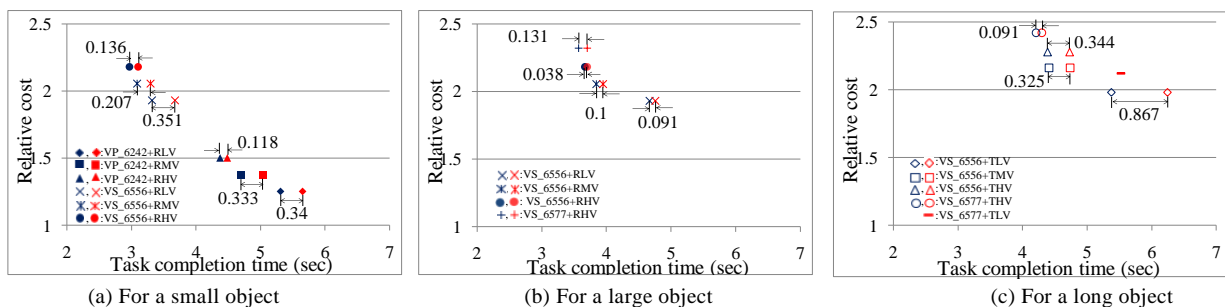 2.5
2
1.5
1
Relative cost
0.136
0.207
0.351
0.118
0.333
0.34
:VP_6242+RLV
:VP_6242+RMV
:VP_6242+RHV
:VS_6556+RLV
:VS_6556+RMV
:VS_6556+RHV
2 3 4 5 6 7
Task completion time (sec)
(a) For a small object
2.5
2
1.5
1
Relative cost
0.131
0.038
0.1
0.091
:VS_6556+RLV
:VS_6556+RMV
: VS_6556+RHV
:VS_6577+RHV
2 3 4 5 6 7
Task completion time (sec)
(b) For a large object
2.5
2
1.5
1
Relative cost
0.091
0.344
0.325
0.867
:VS_6556+TLV
:VS_6556+TMV
:VS_6556+THV
:VS_6577+THV
:VS_6577+TLV
2 3 4 5 6 7
Task completion time (sec)
(c) For a long object